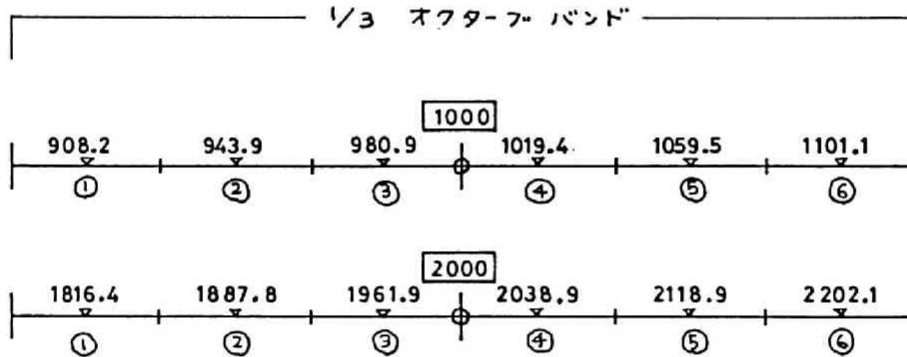 1/3 オクターブ バンド
1000
908.2 943.9 980.9 1019.4 1059.5 1101.1
① ② ③ ④ ⑤ ⑥
2000
1816.4 1887.8 1961.9 2038.9 2118.9 2202.1
① ② ③ ④ ⑤ ⑥